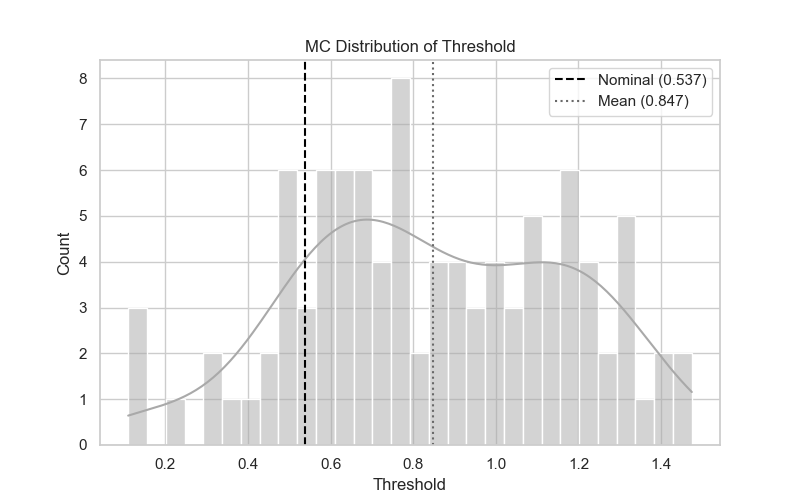 MC Distribution of Threshold
Nominal (0.537)
Mean (0.847)
Count
8
7
6
5
4
3
2
1
0
0.2 0.4 0.6 0.8 1.0 1.2 1.4
Threshold